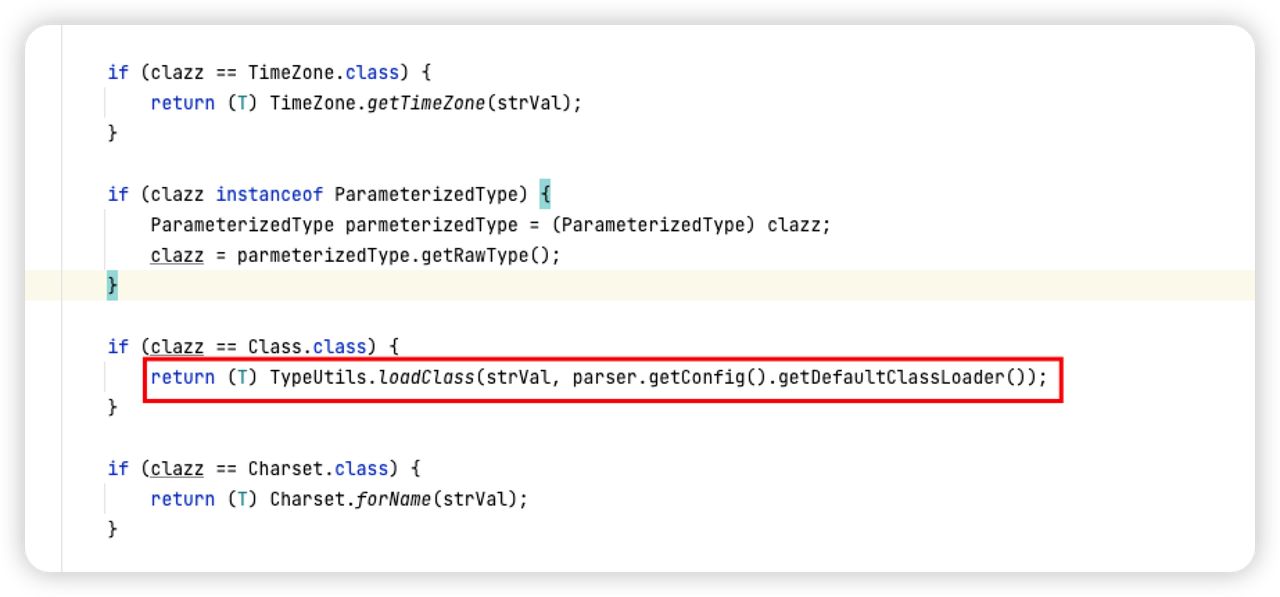 if (clazz == TimeZone.class) {
return (T) TimeZone.getTimeZone(strVal);
}
if (clazz instanceof ParameterizedType) {
ParameterizedType parmeterizedType = (ParameterizedType) clazz;
clazz = parmeterizedType.getRawType();
}
if (clazz == Class.class) {
return (T) TypeUtils.loadClass(strVal, parser.getConfig().getDefaultClassLoader());
}
if (clazz == Charset.class) {
return (T) Charset.forName(strVal);
}